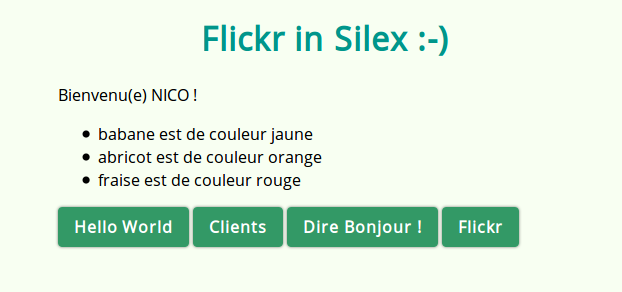 Flickr in Silex :-)
Bienvenu(e) NICO !
babane est de couleur jaune
abricot est de couleur orange
fraise est de couleur rouge
Hello World Clients Dire Bonjour ! Flickr